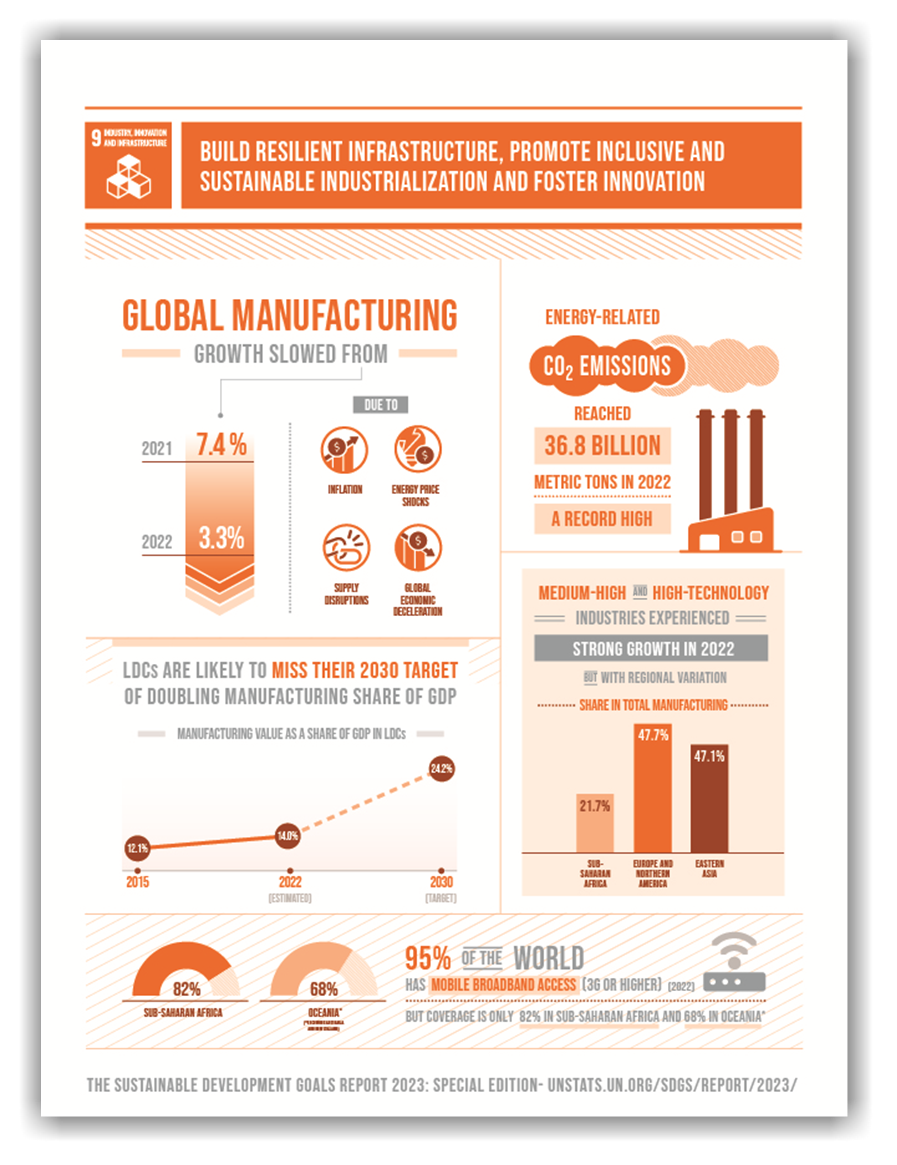 9 INDUSTRY, INNOVATION
AND INFRASTRUCTURE
BUILD RESILIENT INFRASTRUCTURE, PROMOTE INCLUSIVE AND
SUSTAINABLE INDUSTRIALIZATION AND FOSTER INNOVATION
GLOBAL MANUFACTURING
GROWTH SLOWED FROM
2021 7.4%
2022 3.3%
DUE TO
INFLATION
ENERGY PRICE
SHOCKS
SUPPLY
DISRUPTIONS
GLOBAL
ECONOMIC
DECELERATION
ENERGY-RELATED
CO2 EMISSIONS
REACHED
36.8 BILLION
METRIC TONS IN 2022
A RECORD HIGH
LDCs ARE LIKELY TO MISS THEIR 2030 TARGET
OF DOUBLING MANUFACTURING SHARE OF GDP
MANUFACTURING VALUE AS A SHARE OF GDP IN LDCs
24.2%
14.0%
12.1%
2015
2022
(ESTIMATED)
2030
(TARGET)
MEDIUM-HIGH AND HIGH-TECHNOLOGY
INDUSTRIES EXPERIENCED
STRONG GROWTH IN 2022
BUT WITH REGIONAL VARIATION
SHARE IN TOTAL MANUFACTURING
21.7%
47.7%
47.1%
SUB-
SAHARAN
AFRICA
EUROPE AND
NORTHERN
AMERICA
EASTERN
ASIA
82%
SUB-SAHARAN AFRICA
68%
OCEANIA*
95% OF THE WORLD
HAS MOBILE BROADBAND ACCESS (3G OR HIGHER) (2022)
BUT COVERAGE IS ONLY 82% IN SUB-SAHARAN AFRICA AND 68% IN OCEANIA*
THE SUSTAINABLE DEVELOPMENT GOALS REPORT 2023: SPECIAL EDITION- UNSTATS.UN.ORG/SDGS/REPORT/2023/